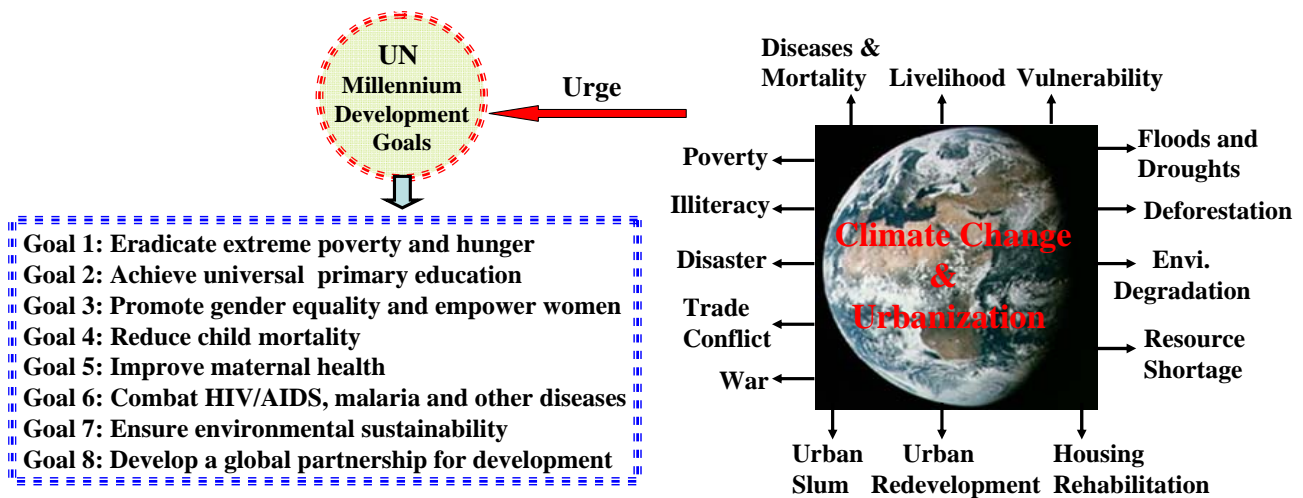 UN
Millennium
Development
Goals
Urge
Goal 1: Eradicate extreme poverty and hunger
Goal 2: Achieve universal primary education
Goal 3: Promote gender equality and empower women
Goal 4: Reduce child mortality
Goal 5: Improve maternal health
Goal 6: Combat HIV/AIDS, malaria and other diseases
Goal 7: Ensure environmental sustainability
Goal 8: Develop a global partnership for development
Diseases &
Mortality
Livelihood
Vulnerability
Poverty
Illiteracy
Disaster
Trade
Conflict
War
Climate Change
&
Urbanization
Floods and
Droughts
Deforestation
Envi.
Degradation
Resource
Shortage
Urban
Slum
Urban
Redevelopment
Housing
Rehabilitation